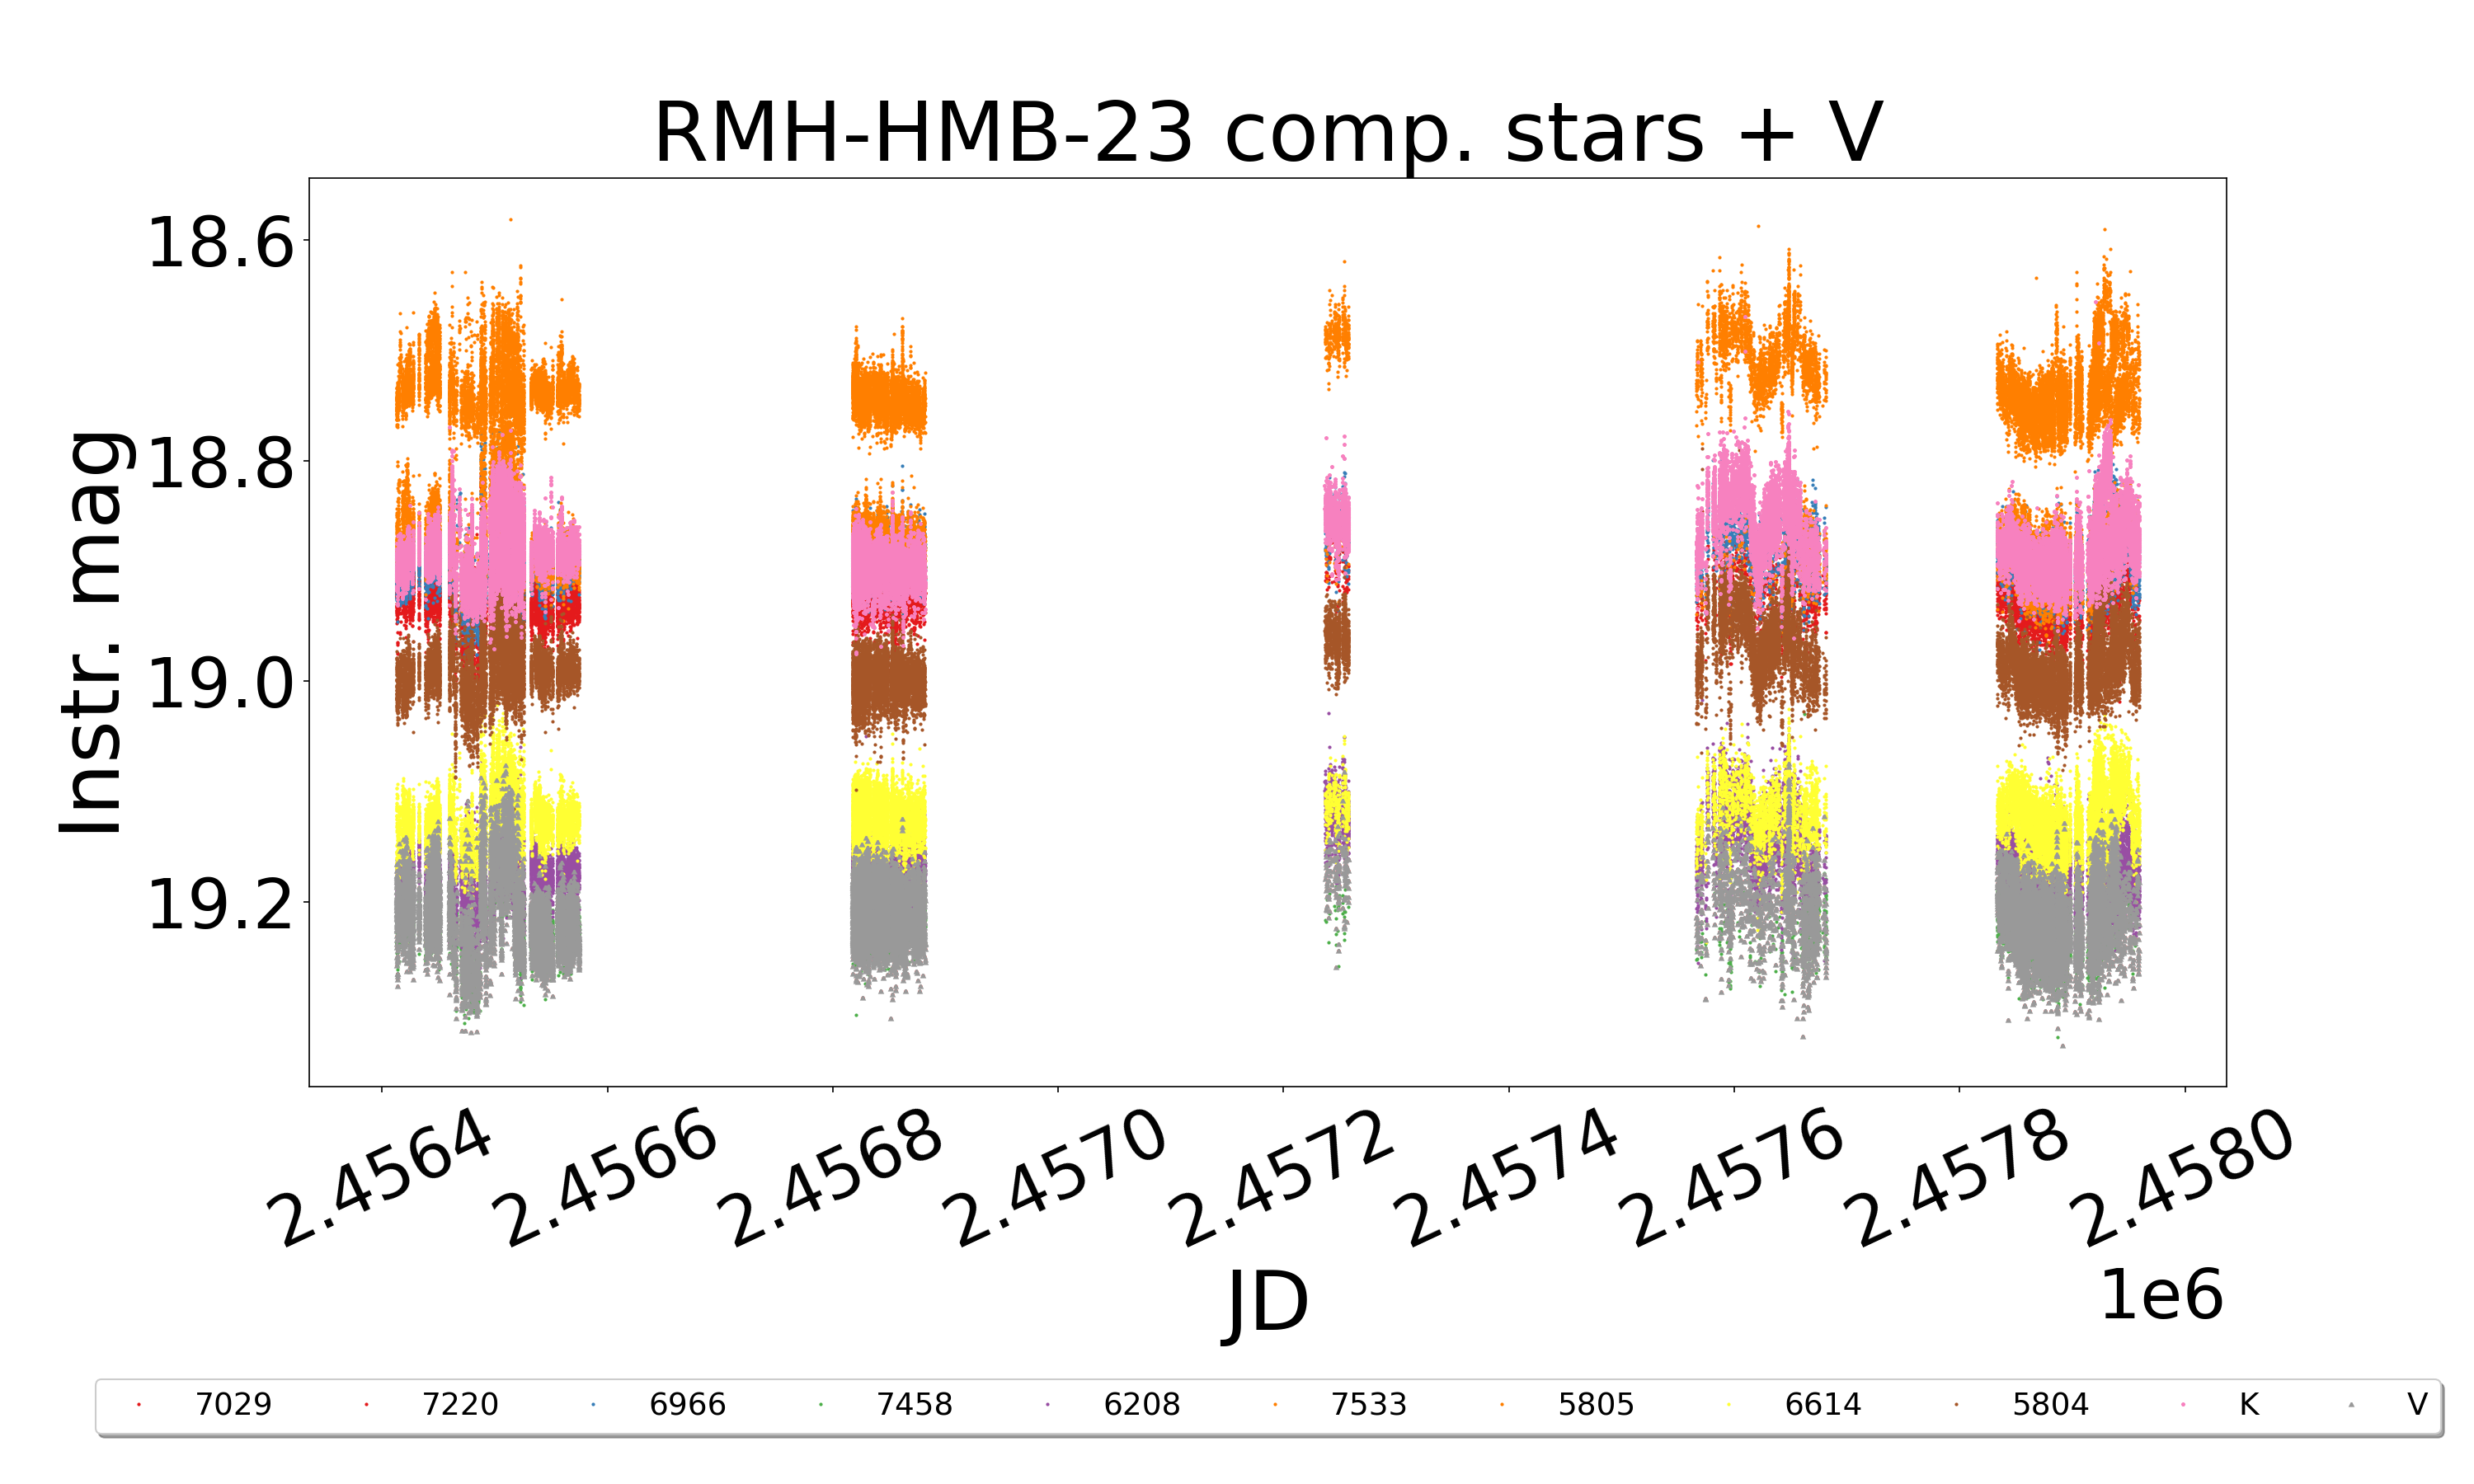 RMH-HMB-23 comp. stars + V
Instr. mag
18.6
18.8
19.0
19.2
2.4564 2.4566 2.4568 2.4570 2.4572 2.4574 2.4576 2.4578 2.4580
JD
1e6
7029 7220 6966 7458 6208 7533 5805 6614 5804 K V